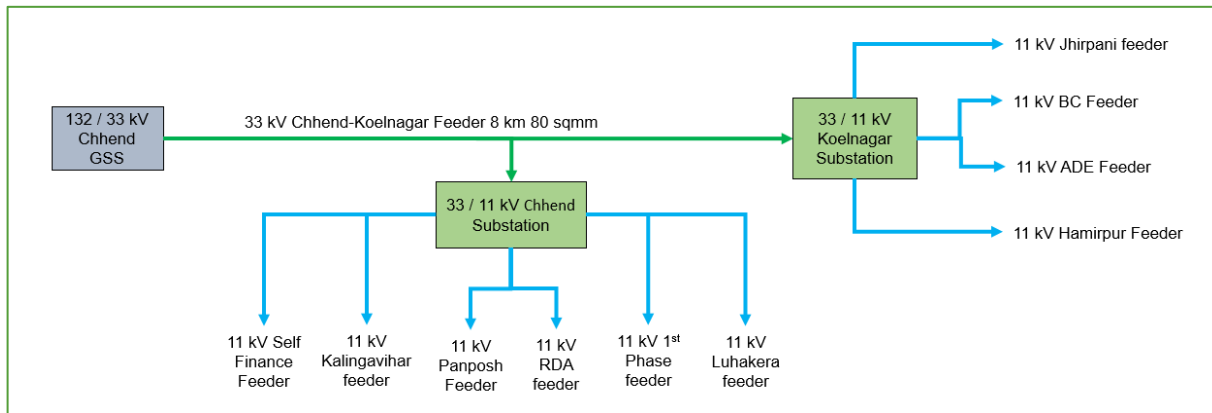 132 / 33 kV
Chhend
GSS
33 kV Chhend-Koelnagar Feeder 8 km 80 sqmm
33 / 11 kV
Koelnagar
Substation
11 kV Jhirpani feeder
11 kV BC Feeder
11 kV ADE Feeder
11 kV Hamirpur Feeder
33 / 11 kV Chhend
Substation
11 kV Self
Finance
Feeder
11 kV
Kalingavihar
feeder
11 kV
Panposh
Feeder
11 kV
RDA
feeder
11 kV 1st
Phase
feeder
11 kV
Luhakera
feeder